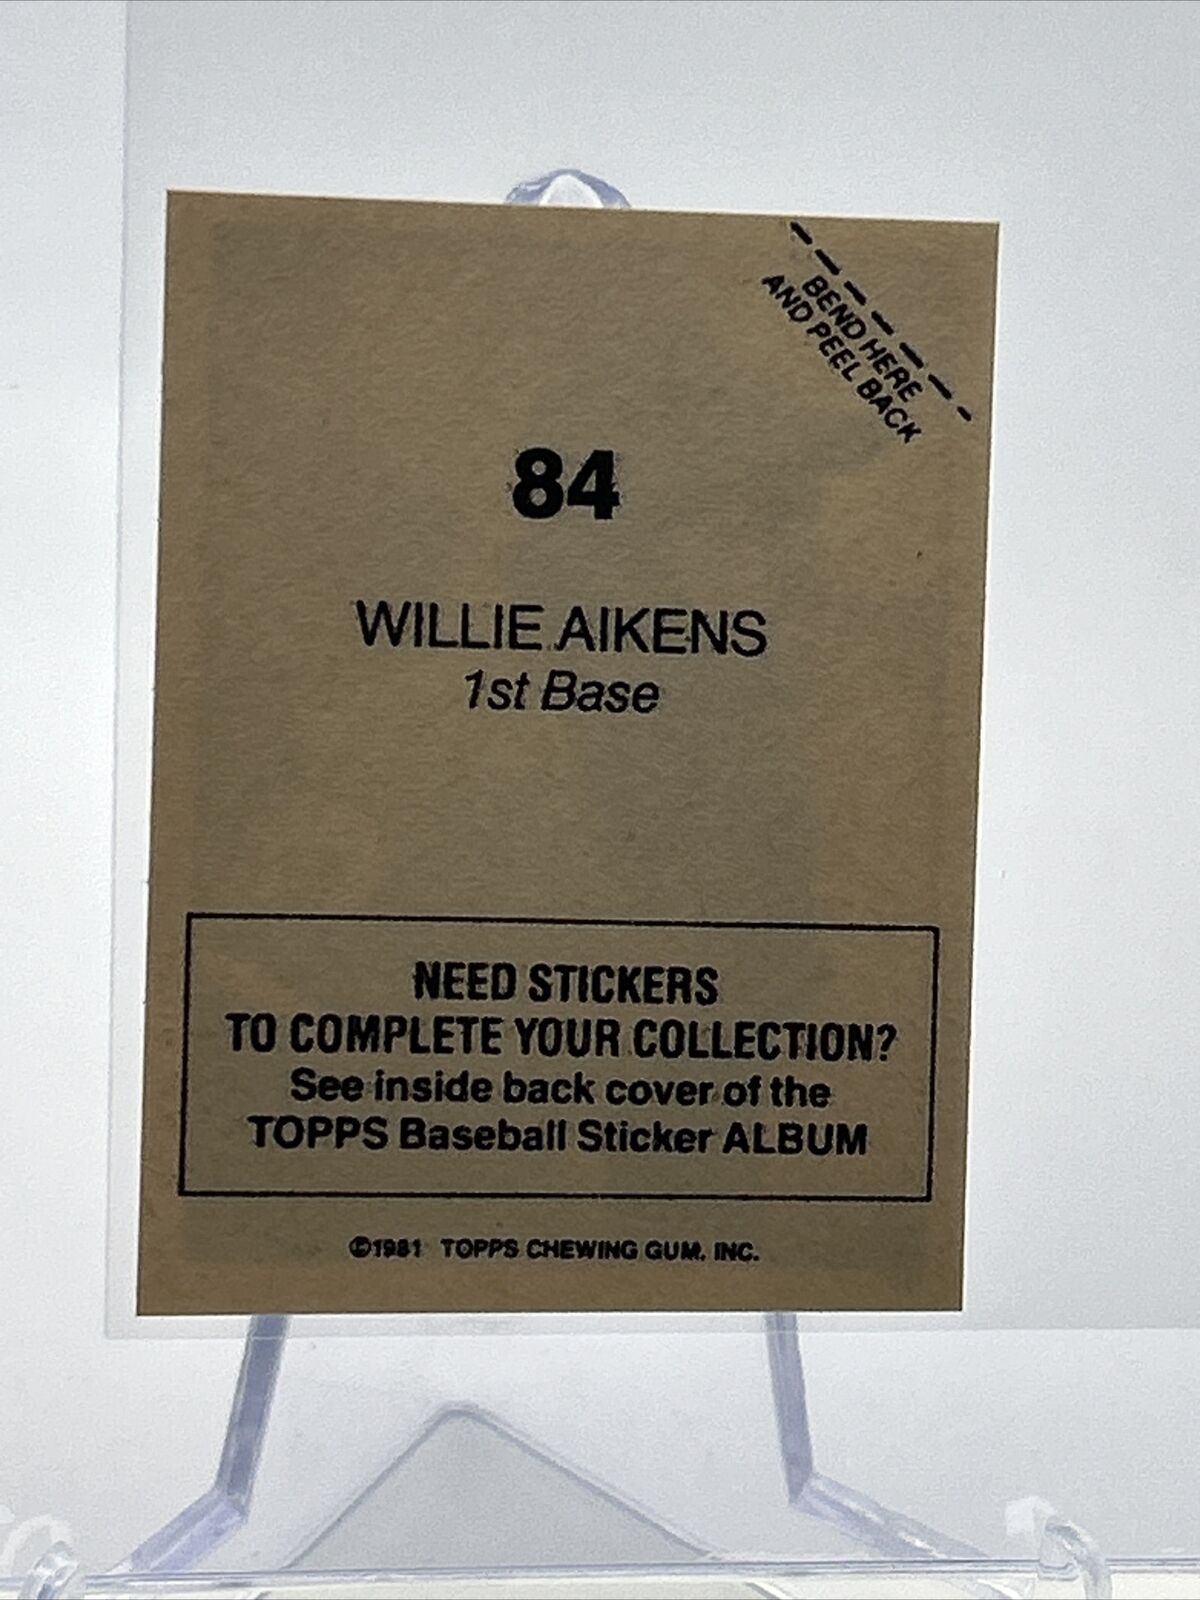 BEND HERE
AND PEEL BACK
84
WILLIE AIKENS
1st Base
NEED STICKERS
TO COMPLETE YOUR COLLECTION?
See inside back cover of the
TOPPS Baseball Sticker ALBUM
©1981 TOPPS CHEWING GUM, INC.